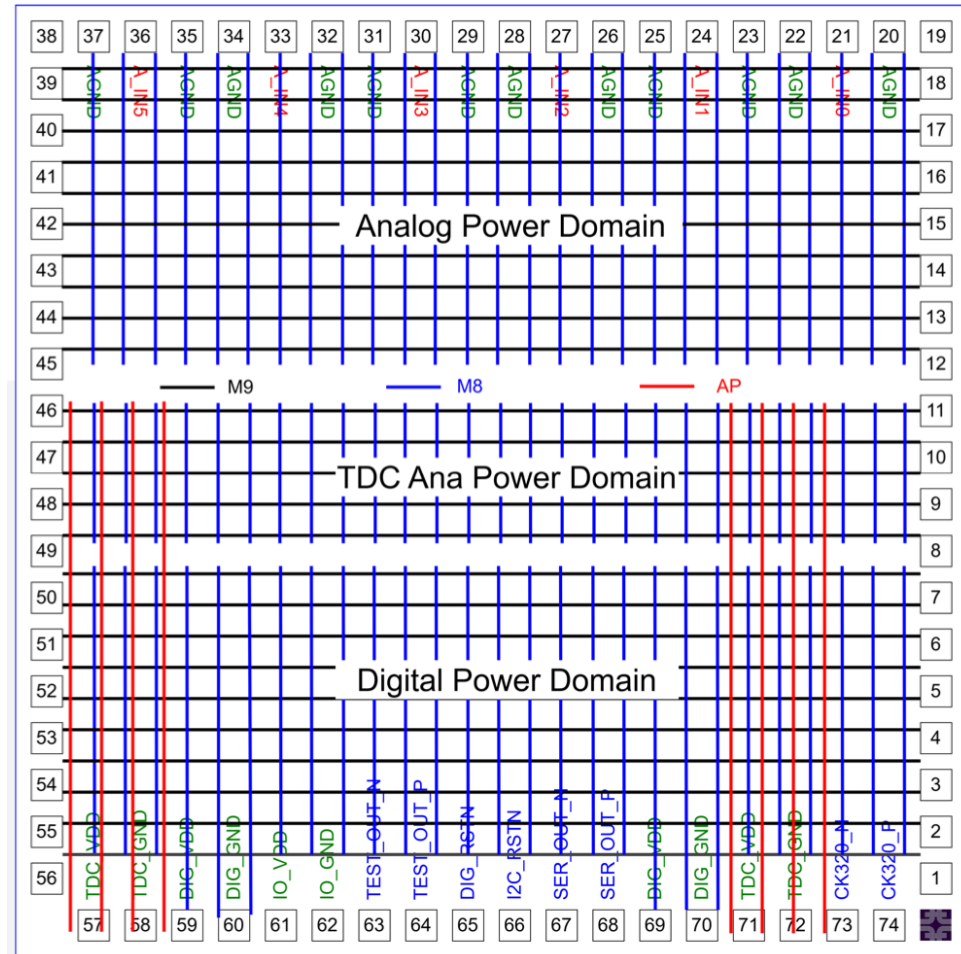 38 37 36 35 34 33 32 31 30 29 28 27 26 25 24 23 22 21 20 19
39 AGND A_IN5 AGND AGND A_IN4 AGND AGND A_IN3 AGND AGND A_IN2 AGND AGND A_IN1 AGND AGND A_IN0 AGND 18
40 17
41 16
42 Analog Power Domain 15
43 14
44 13
45 12
M9 M8 AP
46 11
47 10
TDC Ana Power Domain
48 9
49 8
50 7
51 6
52 Digital Power Domain 5
53 4
54 3
55 2
TDC_VDD TDC_GND DIG_VDD DIG_GND IO_VDD IO_GND TEST_OUT_N TEST_OUT_P DIG_RSTN I2C_RSTN SER_OUT_N SER_OUT_P DIG_VDD DIG_GND TDC_VDD TDC_GND CK320_N CK320_P
56 1
57 58 59 60 61 62 63 64 65 66 67 68 69 70 71 72 73 74